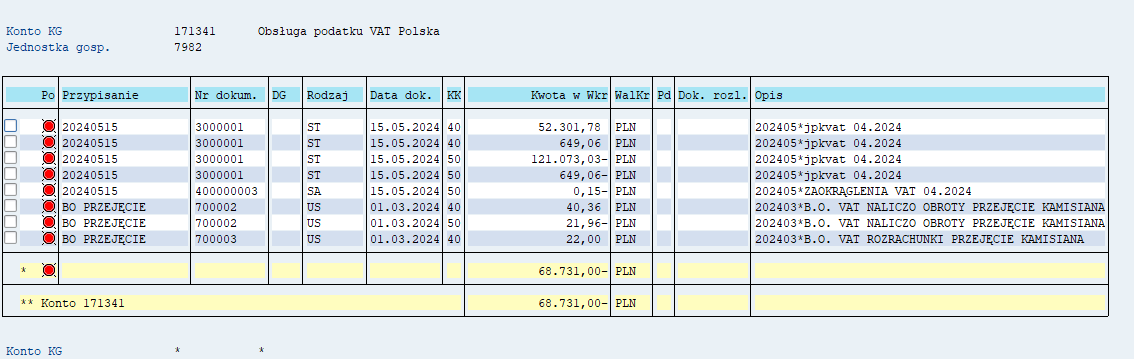 Konto KG 171341 Obsługa podatku VAT Polska
Jednostka gosp. 7982
Po Przypisanie Nr dokum. DG Rodzaj Data dok. KK Kwota w Wkr WalKr Pd Dok. rozl. Opis
20240515 3000001 ST 15.05.2024 40 52.301,78 PLN 202405*jpkvat 04.2024
20240515 3000001 ST 15.05.2024 40 649,06 PLN 202405*jpkvat 04.2024
20240515 3000001 ST 15.05.2024 50 121.073,03- PLN 202405*jpkvat 04.2024
20240515 3000001 ST 15.05.2024 50 649,06- PLN 202405*jpkvat 04.2024
20240515 400000003 SA 15.05.2024 50 0,15- PLN 202405*ZAOKRĄGLENIA VAT 04.2024
BO PRZEJĘCIE 700002 US 01.03.2024 40 40,36 PLN 202403*B.O. VAT NALICZO OBROTY PRZEJĘCIE KAMISIANA
BO PRZEJĘCIE 700002 US 01.03.2024 50 21,96- PLN 202403*B.O. VAT NALICZO OBROTY PRZEJĘCIE KAMISIANA
BO PRZEJĘCIE 700003 US 01.03.2024 40 22,00 PLN 202403*B.O. VAT ROZRACHUNKI PRZEJĘCIE KAMISIANA
* 68.731,00- PLN
** Konto 171341 68.731,00- PLN
Konto KG * *